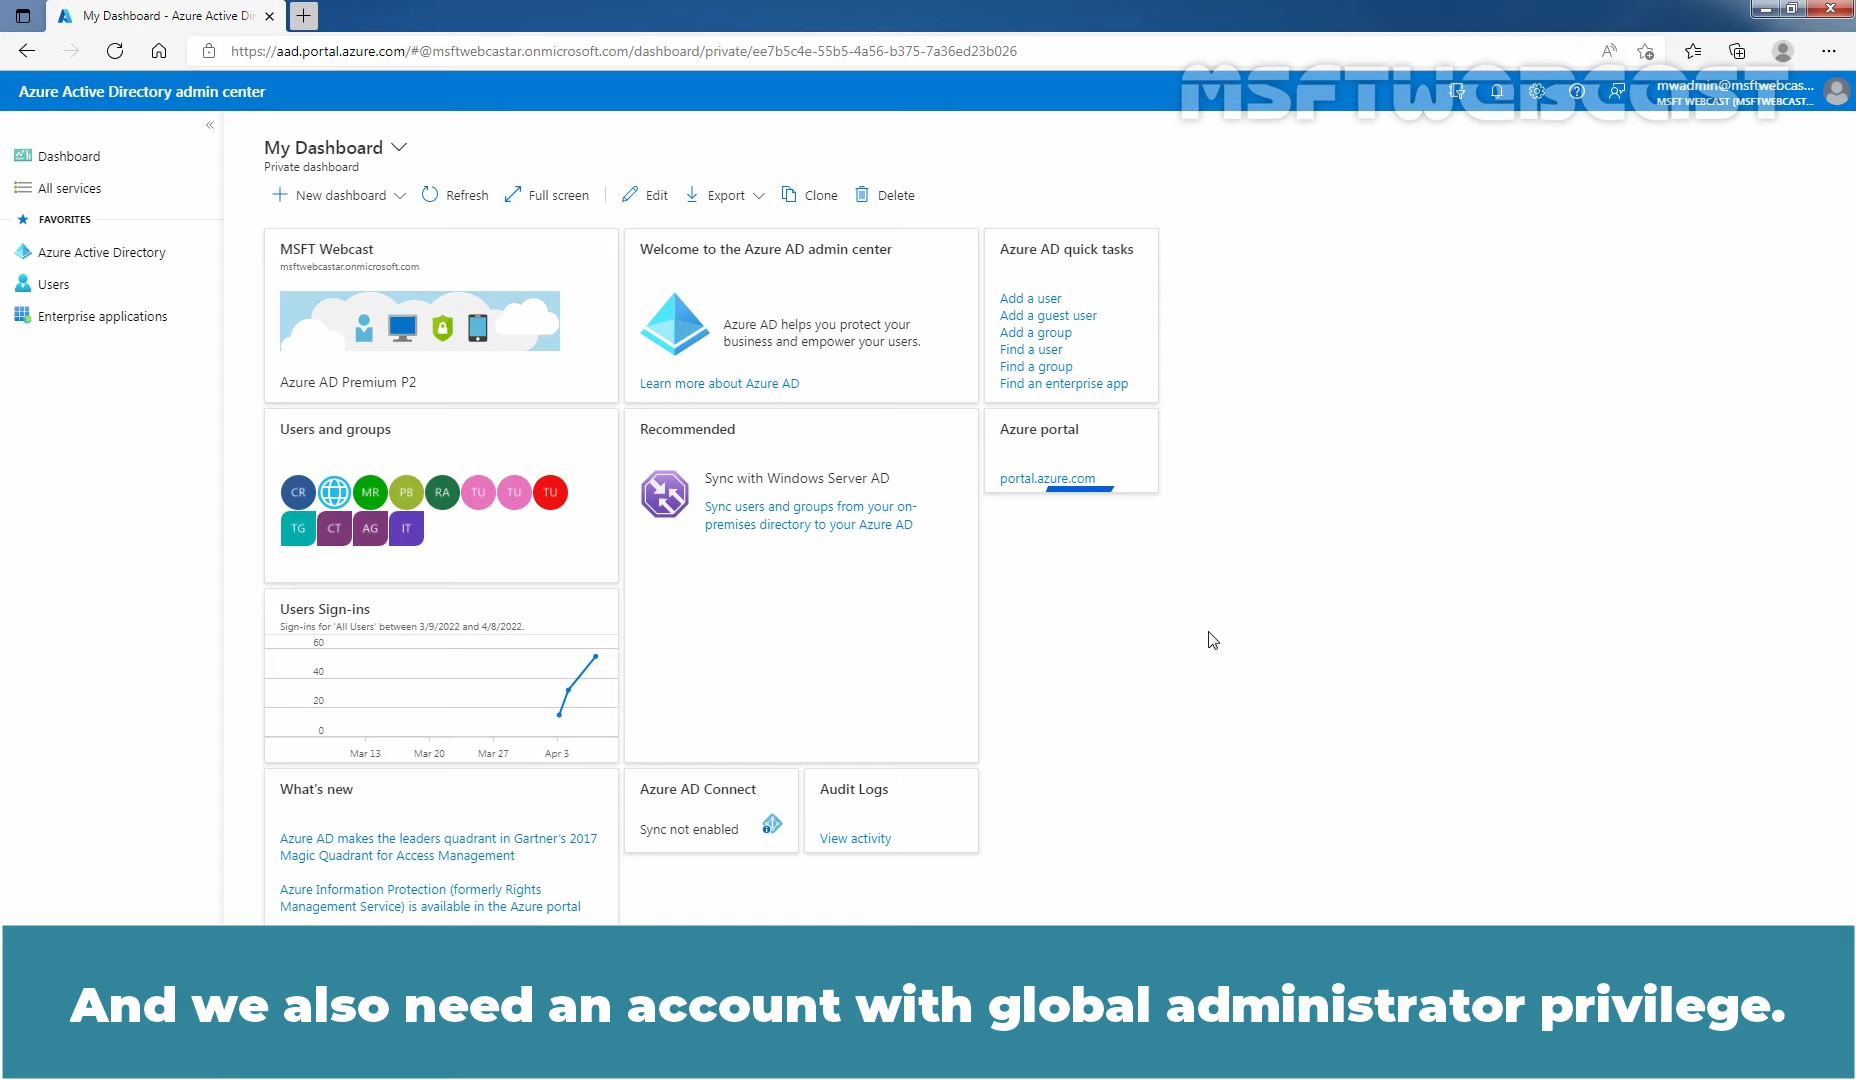 My Dashboard - Azure Active Di
https://aad.portal.azure.com/#@msftwebcastar.onmicrosoft.com/dashboard/private/ee7b5c4e-55b5-4a56-b375-7a36ed23b026
MSFTWEBCAST
Azure Active Directory admin center
mwadmin@msftwebcas...
MSFT WEBCAST (MSFTWEBCAST...
Dashboard
All services
FAVORITES
Azure Active Directory
Users
Enterprise applications
My Dashboard
Private dashboard
New dashboard Refresh Full screen Edit Export Clone Delete
MSFT Webcast
msftwebcastar.onmicrosoft.com
Azure AD Premium P2
Welcome to the Azure AD admin center
Azure AD helps you protect your
business and empower your users.
Learn more about Azure AD
Azure AD quick tasks
Add a user
Add a guest user
Add a group
Find a user
Find a group
Find an enterprise app
Users and groups
CR MR PB RA TU TU TU
TG CT AG IT
Recommended
Sync with Windows Server AD
Sync users and groups from your on-
premises directory to your Azure AD
Azure portal
portal.azure.com
Users Sign-ins
Sign-ins for 'All Users' between 3/9/2022 and 4/8/2022.
60
40
20
0
Mar 13 Mar 20 Mar 27 Apr 3
What's new
Azure AD makes the leaders quadrant in Gartner's 2017
Magic Quadrant for Access Management
Azure Information Protection (formerly Rights
Management Service) is available in the Azure portal
Azure AD Connect
Sync not enabled
Audit Logs
View activity
And we also need an account with global administrator privilege.